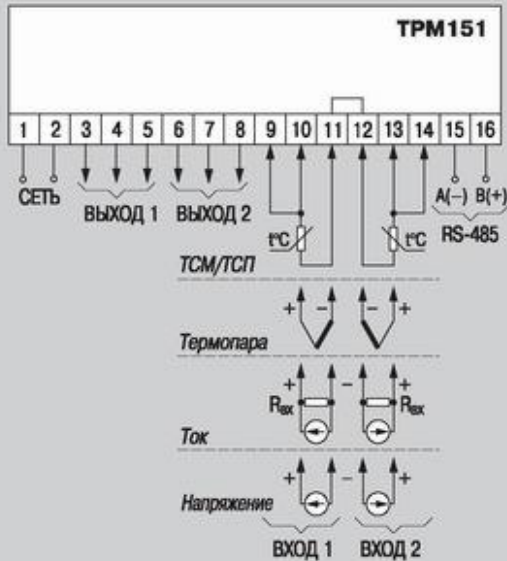 ТРМ151
1 2 3 4 5 6 7 8 9 10 11 12 13 14 15 16
СЕТЬ
ВЫХОД 1 ВЫХОД 2
A(–) B(+)
RS-485
t°C t°C
ТСМ/ТСП
+ – – +
Термопара
+ – +
Rвх Rвх
Ток
+ – +
Напряжение
ВХОД 1 ВХОД 2